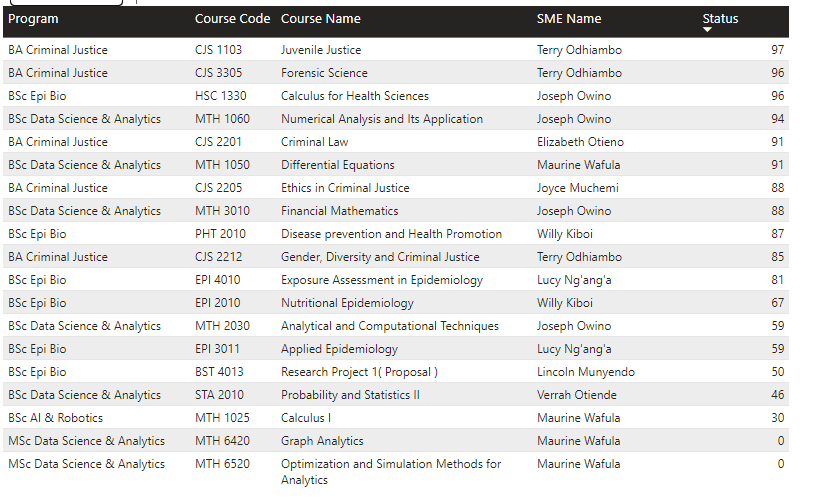 Program Course Code Course Name SME Name Status
BA Criminal Justice CJS 1103 Juvenile Justice Terry Odhiambo 97
BA Criminal Justice CJS 3305 Forensic Science Terry Odhiambo 96
BSc Epi Bio HSC 1330 Calculus for Health Sciences Joseph Owino 96
BSc Data Science & Analytics MTH 1060 Numerical Analysis and Its Application Joseph Owino 94
BA Criminal Justice CJS 2201 Criminal Law Elizabeth Otieno 91
BSc Data Science & Analytics MTH 1050 Differential Equations Maurine Wafula 91
BA Criminal Justice CJS 2205 Ethics in Criminal Justice Joyce Muchemi 88
BSc Data Science & Analytics MTH 3010 Financial Mathematics Joseph Owino 88
BSc Epi Bio PHT 2010 Disease prevention and Health Promotion Willy Kiboi 87
BA Criminal Justice CJS 2212 Gender, Diversity and Criminal Justice Terry Odhiambo 85
BSc Epi Bio EPI 4010 Exposure Assessment in Epidemiology Lucy Ng'ang'a 81
BSc Epi Bio EPI 2010 Nutritional Epidemiology Willy Kiboi 67
BSc Data Science & Analytics MTH 2030 Analytical and Computational Techniques Joseph Owino 59
BSc Epi Bio EPI 3011 Applied Epidemiology Lucy Ng'ang'a 59
BSc Epi Bio BST 4013 Research Project 1( Proposal ) Lincoln Munyendo 50
BSc Data Science & Analytics STA 2010 Probability and Statistics II Verrah Otiende 46
BSc AI & Robotics MTH 1025 Calculus I Maurine Wafula 30
MSc Data Science & Analytics MTH 6420 Graph Analytics Maurine Wafula 0
MSc Data Science & Analytics MTH 6520 Optimization and Simulation Methods for Maurine Wafula 0
Analytics